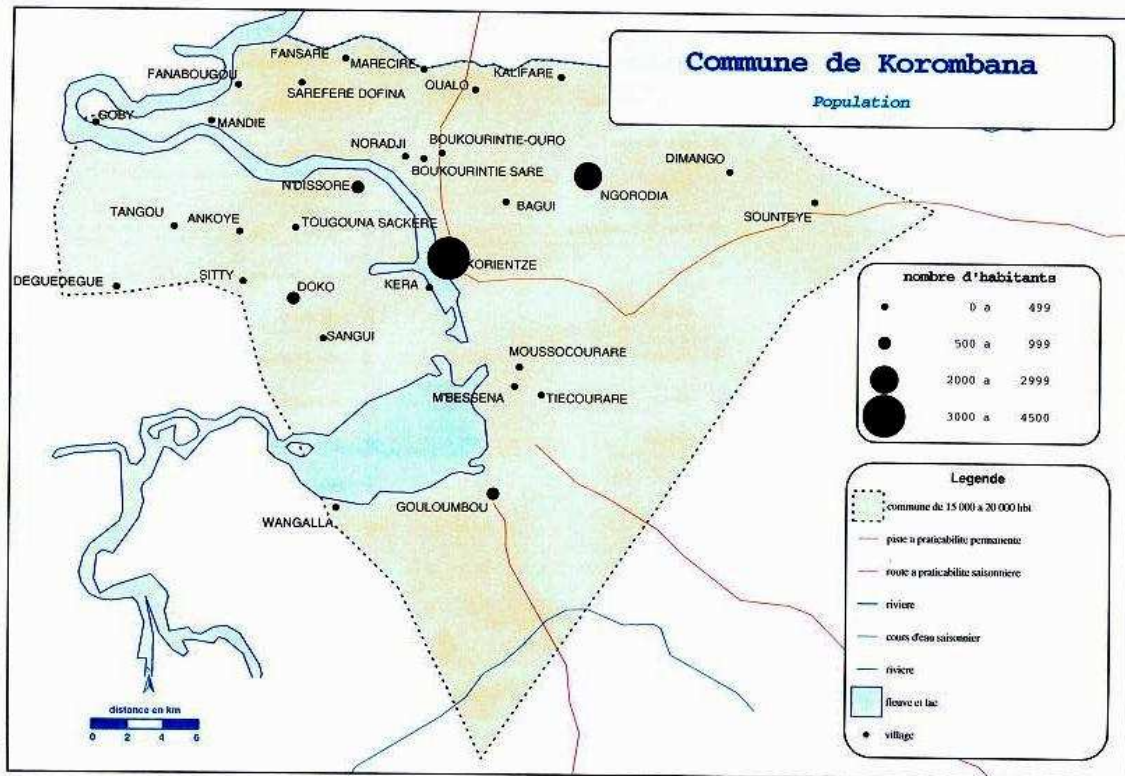 Commune de Korombana
Population
FANSARE
MARECIRE
FANABOUGOU
SAREFERE DOFINA
OUALO
KALIFARE
GOBY
MANDIE
NORADJI
BOUKOURINTIE-OURO
BOUKOURINTIE SARE
DIMANGO
N'DISSORE
NGORODIA
BAGUI
SOUNTEYE
TANGOU
ANKOYE
TOUGOUNA SACKERE
KORIENTZE
DEGUEDEGUE
SITTY
DOKO
KERA
SANGUI
MOUSSOCOURARE
M'BESSENA
TIECOURARE
GOULOUMBOU
WANGALLA
nombre d'habitants
0 a 499
500 a 999
2000 a 2999
3000 a 4500
Legende
commune de 15 000 a 20 000 hbt
piste a praticabilite permanente
route a praticabilite saisonniere
riviere
cours d'eau saisonnier
riviere
fleuve et lac
village
distance en km
0 2 4 6